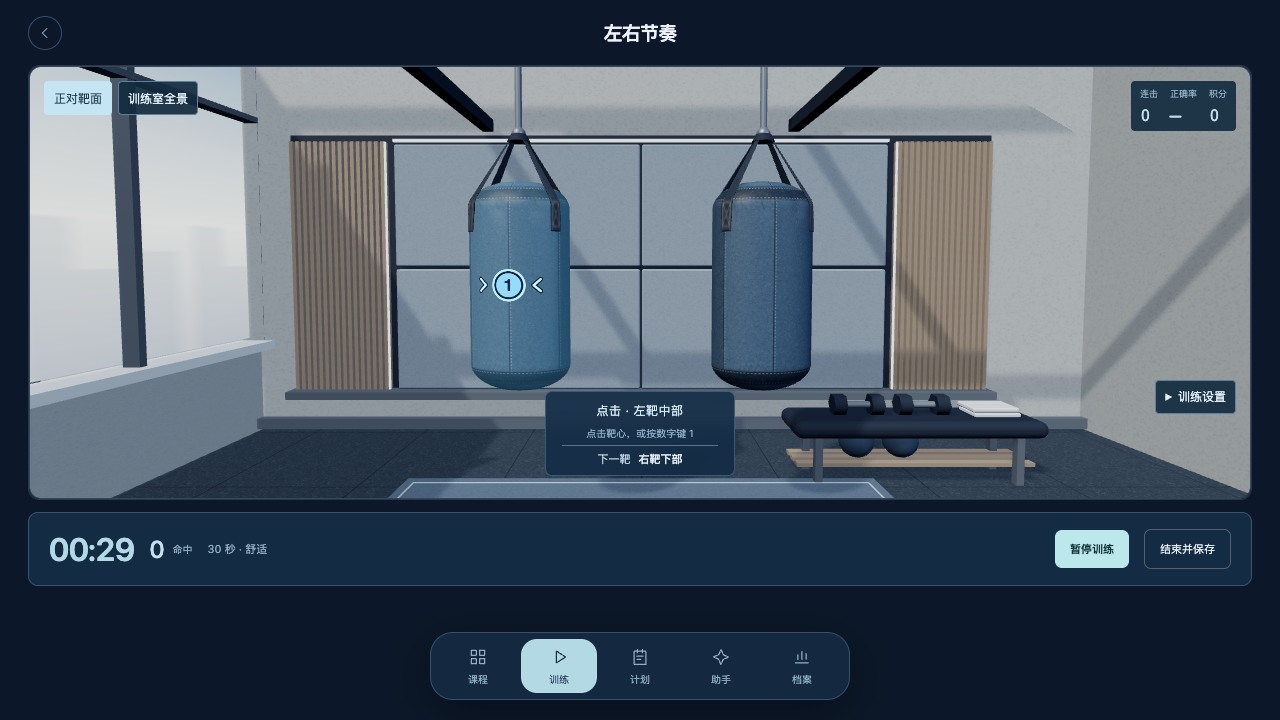 左右节奏
正对靶面
训练室全景
连击 正确率 积分
0 — 0
1
训练设置
点击 · 左靶中部
点击靶心，或按数字键 1
下一靶 右靶下部
00:29 0 命中 30 秒 · 舒适
暂停训练
结束并保存
课程
训练
计划
助手
档案